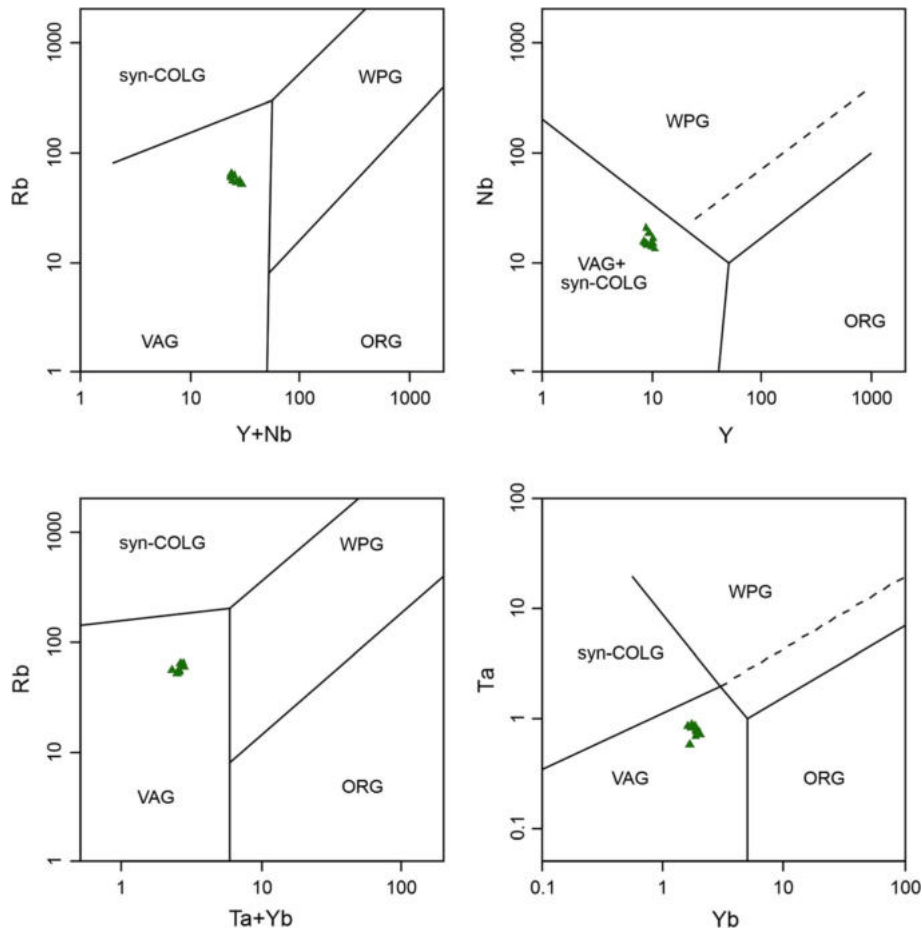 1000
syn-COLG
WPG
100
Rb
10
VAG
ORG
1
1
10
100
1000
Y+Nb
1000
WPG
100
Nb
10
VAG+
syn-COLG
ORG
1
1
10
100
1000
Y
1000
syn-COLG
WPG
100
Rb
10
VAG
ORG
1
1
10
100
Ta+Yb
100
WPG
10
syn-COLG
Ta
1
VAG
ORG
0.1
0.1
1
10
100
Yb